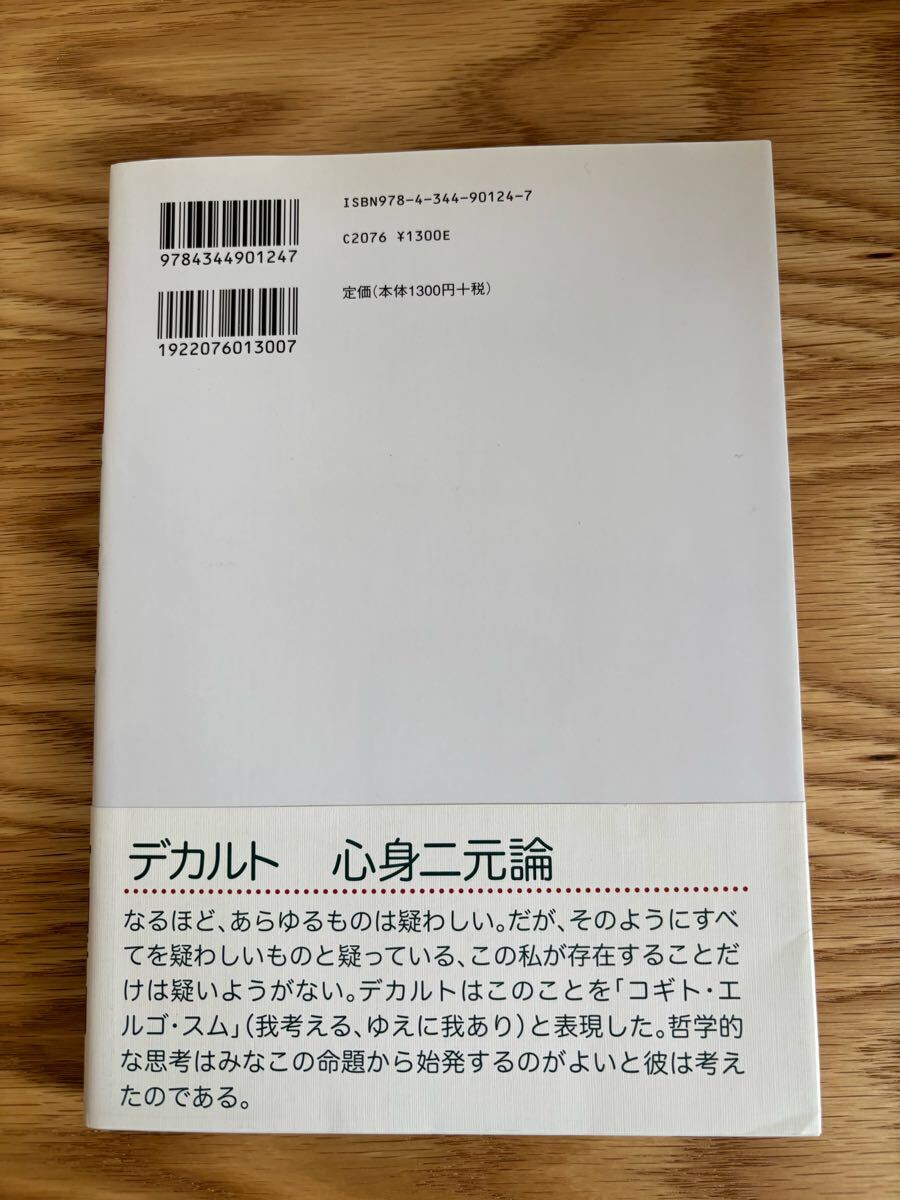 ISBN978-4-344-90124-7
9784344901247
C2076 ¥1300E
定価(本体1300円+税)
1922076013007
デカルト 心身二元論
なるほど、あらゆるものは疑わしい。だが、そのようにすべ
てを疑わしいものと疑っている、この私が存在することだ
けは疑いようがない。デカルトはこのことを「コギト・エ
ルゴ・スム」(我考える、ゆえに我あり)と表現した。哲学的
な思考はみなこの命題から始発するのがよいと彼は考え
たのである。